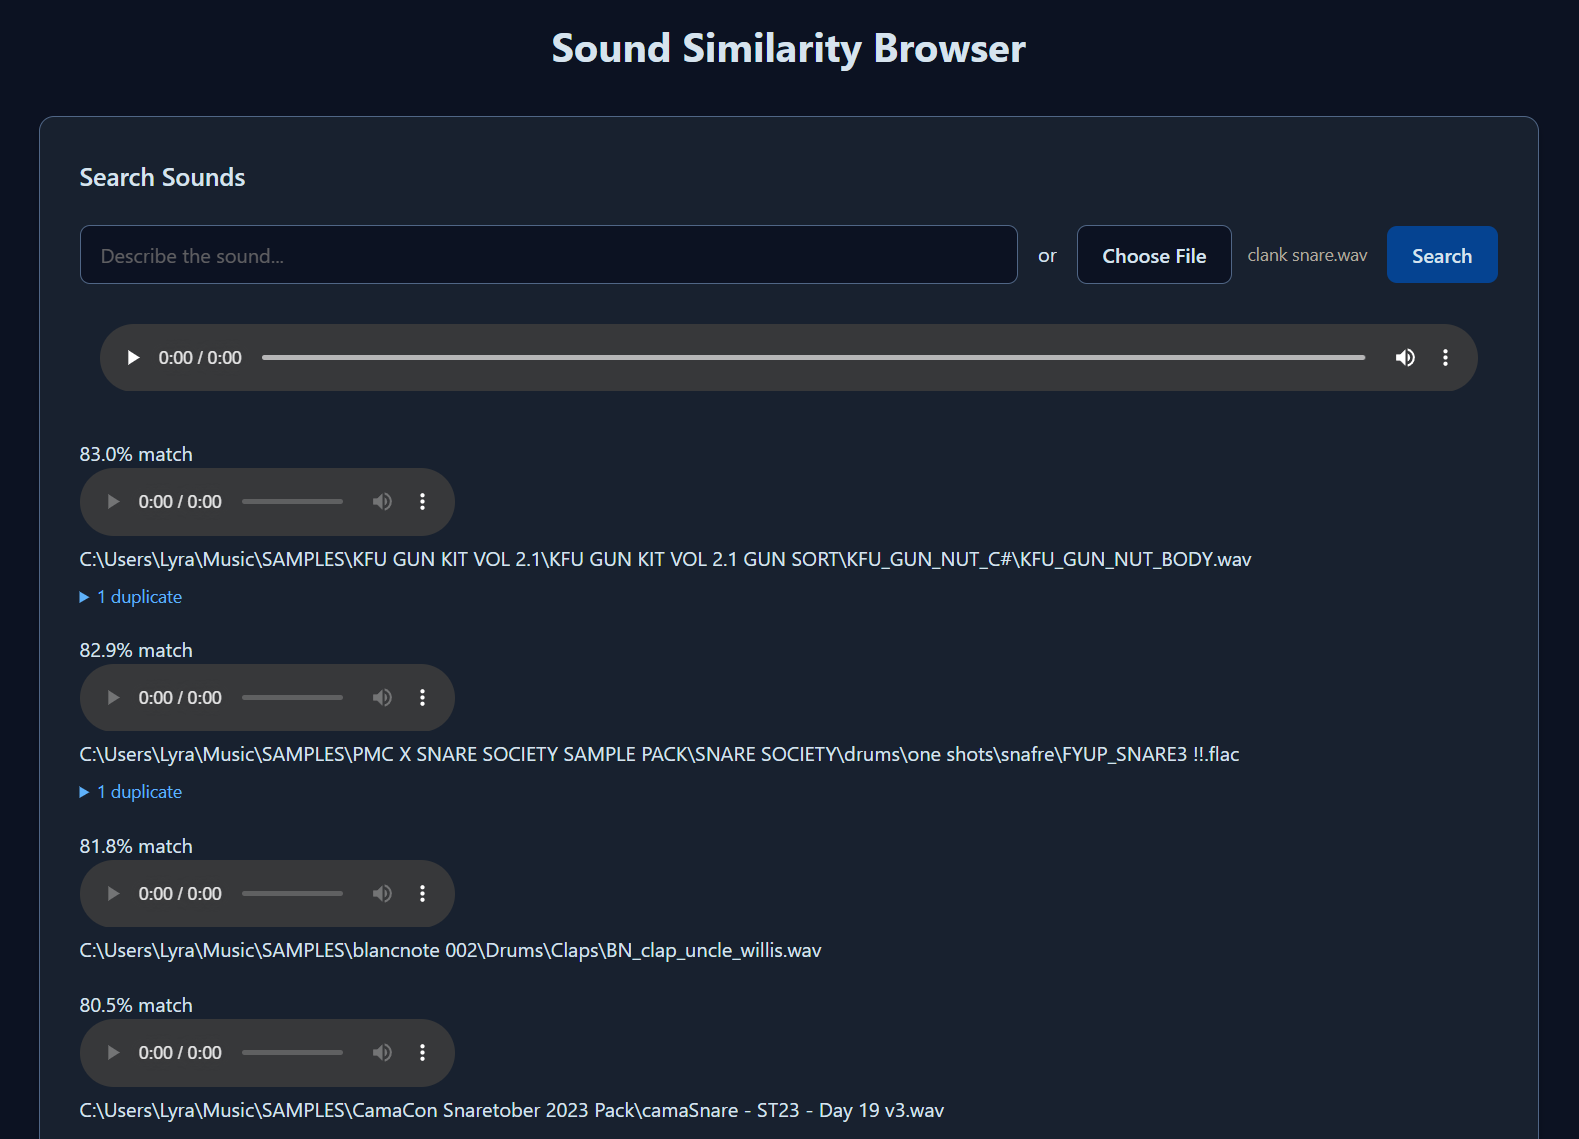 Sound Similarity Browser
Search Sounds
Describe the sound... or Choose File clank snare.wav Search
0:00 / 0:00
83.0% match
0:00 / 0:00
C:\Users\Lyra\Music\SAMPLES\KFU GUN KIT VOL 2.1\KFU GUN KIT VOL 2.1 GUN SORT\KFU_GUN_NUT_C#\KFU_GUN_NUT_BODY.wav
1 duplicate
82.9% match
0:00 / 0:00
C:\Users\Lyra\Music\SAMPLES\PMC X SNARE SOCIETY SAMPLE PACK\SNARE SOCIETY\drums\one shots\snafre\FYUP_SNARE3 !!.flac
1 duplicate
81.8% match
0:00 / 0:00
C:\Users\Lyra\Music\SAMPLES\blancnote 002\Drums\Claps\BN_clap_uncle_willis.wav
80.5% match
0:00 / 0:00
C:\Users\Lyra\Music\SAMPLES\CamaCon Snaretober 2023 Pack\camaSnare - ST23 - Day 19 v3.wav